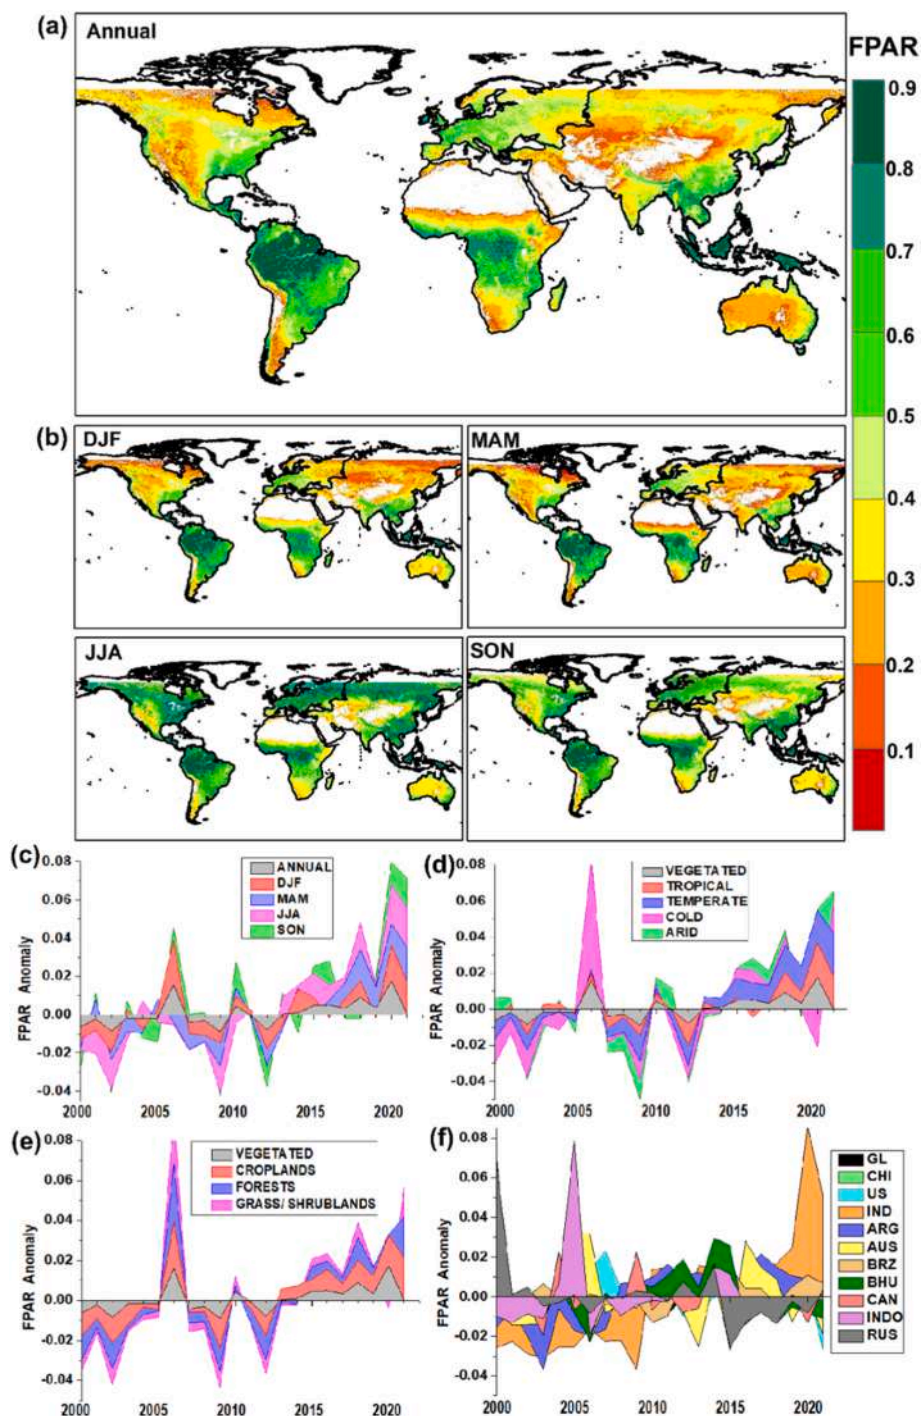 (a)
Annual
FPAR
0.9
0.8
0.7
0.6
0.5
0.4
0.3
0.2
0.1
(b)
DJF
MAM
JJA
SON
(c)
0.08
0.06
0.04
0.02
0.00
-0.02
-0.04
FPAR Anomaly
ANNUAL
DJF
MAM
JJA
SON
2000
2005
2010
2015
2020
(d)
0.08
0.06
0.04
0.02
0.00
-0.02
-0.04
FPAR Anomaly
VEGETATED
TROPICAL
TEMPERATE
COLD
ARID
2000
2005
2010
2015
2020
(e)
0.08
0.06
0.04
0.02
0.00
-0.02
-0.04
FPAR Anomaly
VEGETATED
CROPLANDS
FORESTS
GRASS/ SHRUBLANDS
2000
2005
2010
2015
2020
(f)
0.08
0.06
0.04
0.02
0.00
-0.02
-0.04
FPAR Anomaly
GL
CHI
US
IND
ARG
AUS
BRZ
BHU
CAN
INDO
RUS
2000
2005
2010
2015
2020